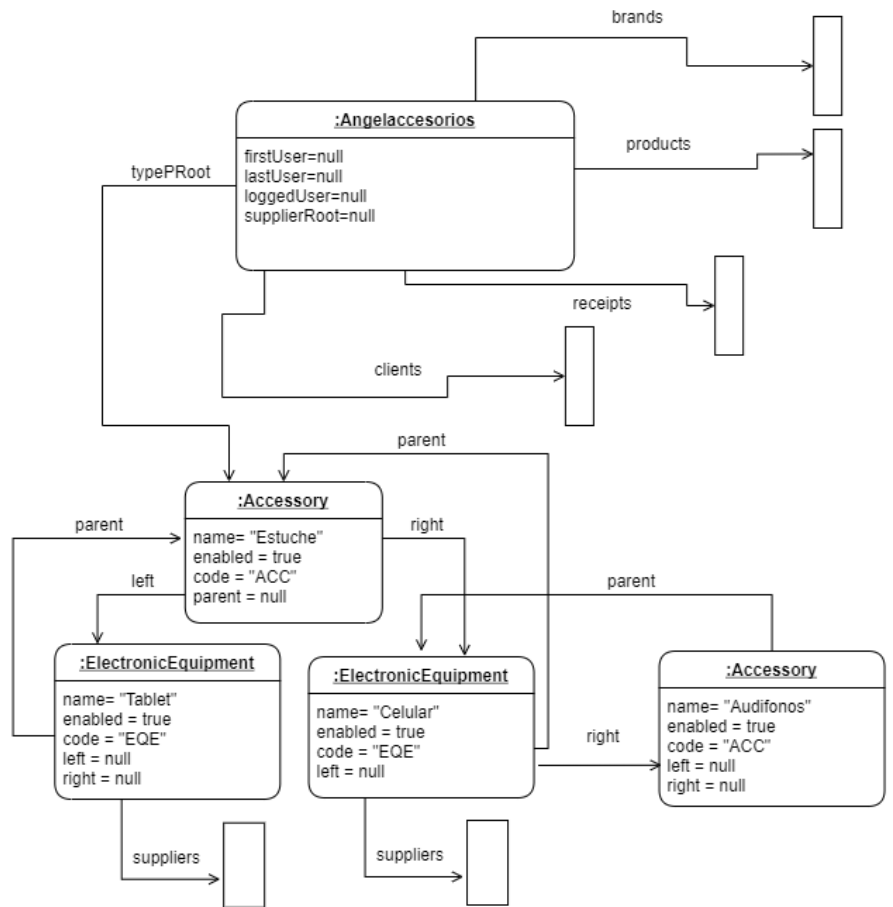 brands
:Angelaccesorios
firstUser=null
lastUser=null
loggedUser=null
supplierRoot=null
products
typePRoot
receipts
clients
parent
:Accessory
name= "Estuche"
enabled = true
code = "ACC"
parent = null
parent
right
left
parent
:ElectronicEquipment
name= "Tablet"
enabled = true
code = "EQE"
left = null
right = null
:ElectronicEquipment
name= "Celular"
enabled = true
code = "EQE"
left = null
right
:Accessory
name= "Audifonos"
enabled = true
code = "ACC"
left = null
right = null
suppliers
suppliers